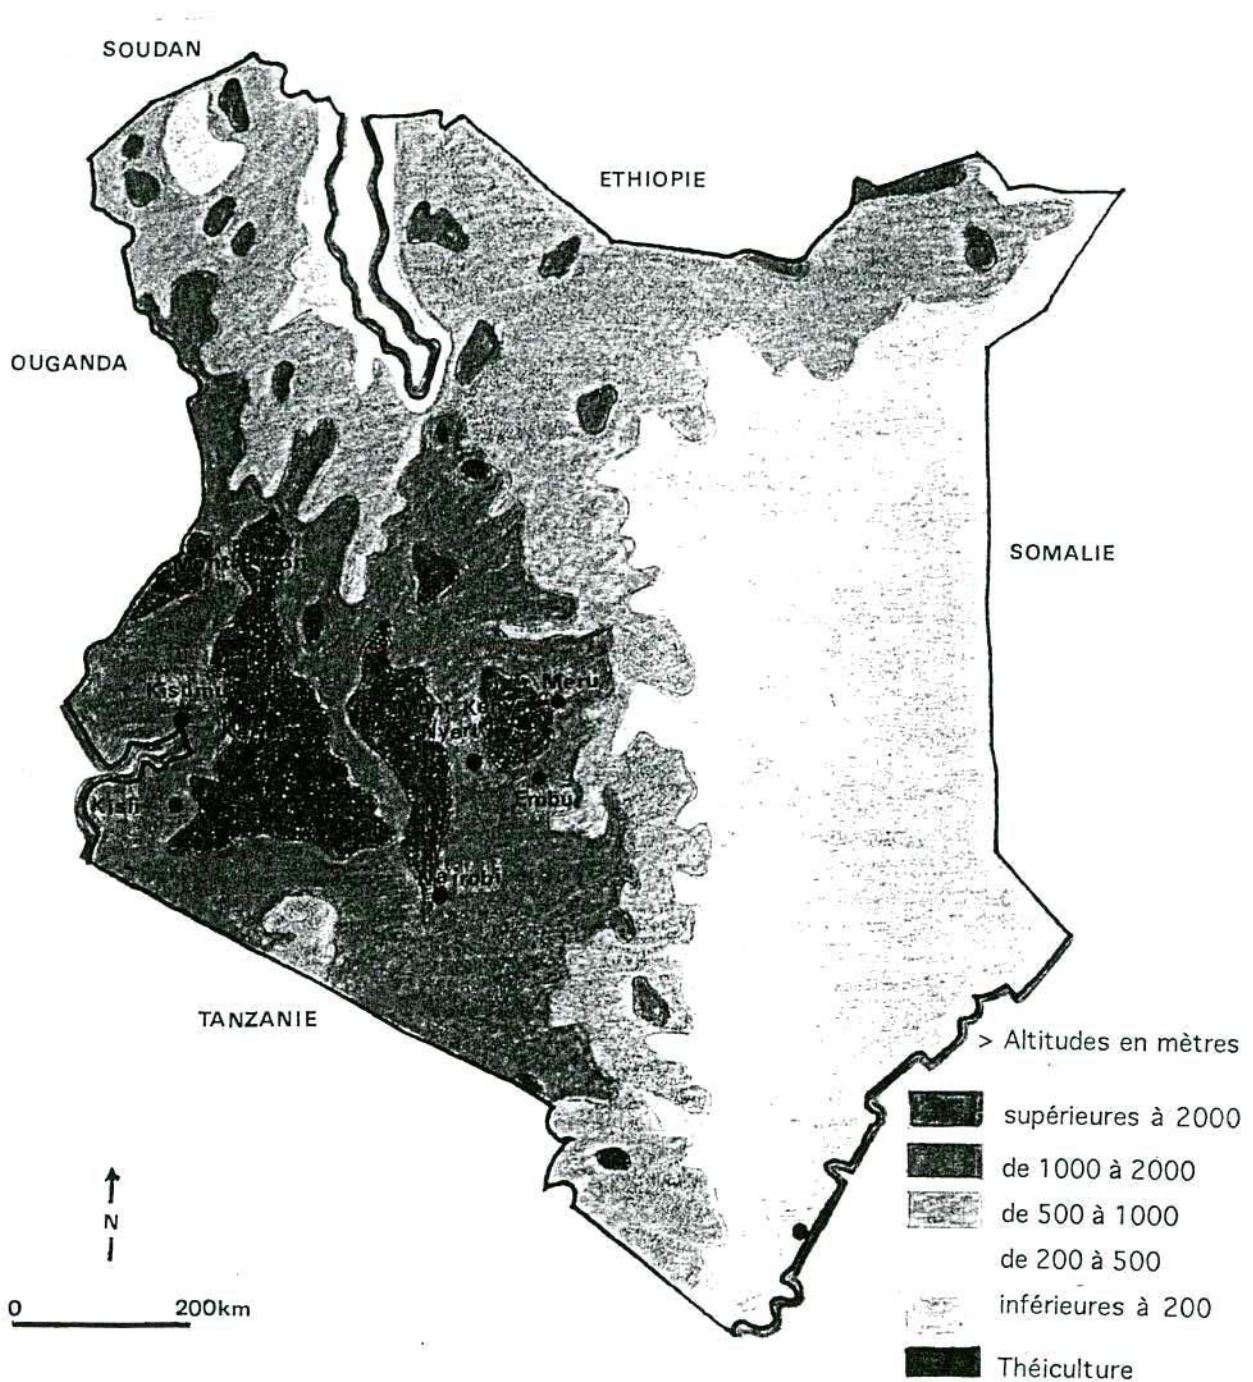 SOUDAN
ETHIOPIE
OUGANDA
SOMALIE
Kisumu
Meru
Embu
Kisii
Nairobi
TANZANIE
> Altitudes en mètres
supérieures à 2000
de 1000 à 2000
de 500 à 1000
de 200 à 500
inférieures à 200
Théiculture
N
0 200km